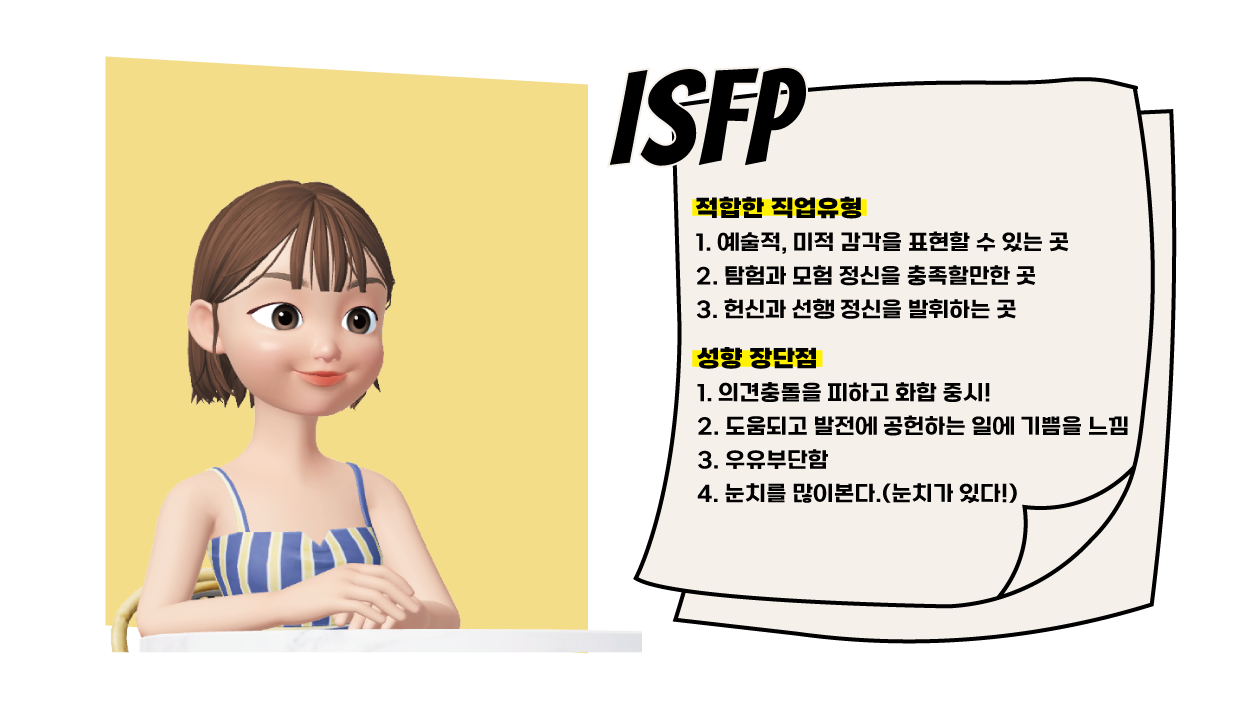 ISFP
적합한 직업유형
1. 예술적, 미적 감각을 표현할 수 있는 곳
2. 탐험과 모험 정신을 충족할만한 곳
3. 헌신과 선행 정신을 발휘하는 곳
성향 장단점
1. 의견충돌을 피하고 화합 중시!
2. 도움되고 발전에 공헌하는 일에 기쁨을 느낌
3. 우유부단함
4. 눈치를 많이본다.(눈치가 있다!)